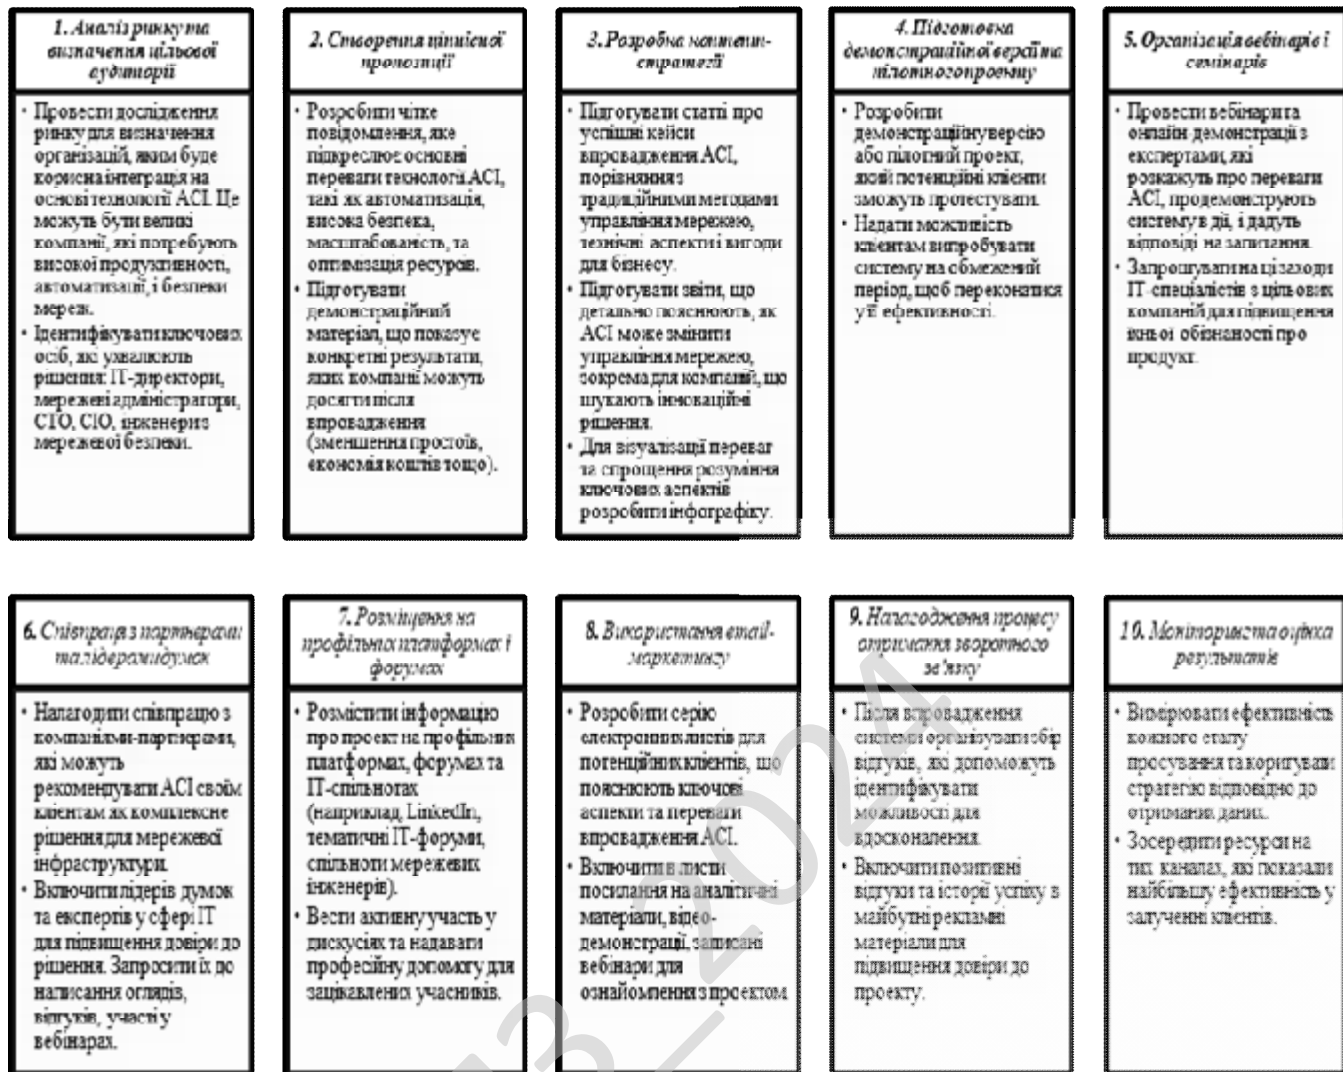 1. Аналіз ринку та
визначення цільової
аудиторії
• Провести дослідження
ринку для визначення
організацій, яким буде
корисна інтеграція на
основі технології ACI. Це
можуть бути великі
компанії, які потребують
високої продуктивності,
автоматизації, і безпеки
мереж.
• Ідентифікувати ключових
осіб, які ухвалюють
рішення: IT-директори,
мережеві адміністратори,
CTO, CIO, інженери з
мережевої безпеки.
2. Створення ціннісної
пропозиції
• Розробити чітке
повідомлення, яке
підкреслює основні
переваги технології ACI,
такі як автоматизація,
висока безпека,
масштабованість, та
оптимізація ресурсів.
• Підготувати
демонстраційний
матеріал, що показує
конкретні результати,
яких компанії можуть
досягти після
впровадження
(зменшення простоїв,
економія коштів тощо).
3. Розробка контент-
стратегії
• Підготувати статті про
успішні кейси
впровадження ACI,
порівняння з
традиційними методами
управління мережею,
технічні аспекти і вигоди
для бізнесу.
• Підготувати звіти, що
детально пояснюють, як
ACI може змінити
управління мережею,
зокрема для компаній, що
шукають інноваційні
рішення.
• Для візуалізації переваг
та спрощення розуміння
ключових аспектів
розробити інфографіку.
4. Підготовка
демонстраційної версії та
пілотного проекту
• Розробити
демонстраційну версію
або пілотний проект,
який потенційні клієнти
зможуть протестувати.
• Надати можливість
клієнтам випробувати
систему на обмежений
період, щоб переконатися
у її ефективності.
5. Організація вебінарів і
семінарів
• Провести вебінари та
онлайн-демонстрації з
експертами, які
розкажуть про переваги
ACI, продемонструють
систему в дії, і дадуть
відповіді на запитання.
• Запрошувати на ці заходи
IT-спеціалістів з цільових
компаній для підвищення
їхньої обізнаності про
продукт.
6. Співпраця з партнерами
та лідерами думок
• Налагодити співпрацю з
компаніями-партнерами,
які можуть
рекомендувати ACI своїм
клієнтам як комплексне
рішення для мережевої
інфраструктури.
• Включити лідерів думок
та експертів у сфері IT
для підвищення довіри до
рішення. Запросити їх до
написання оглядів,
відгуків, участі у
вебінарах.
7. Розміщення на
профільних платформах і
форумах
• Розмістити інформацію
про проект на профільних
платформах, форумах та
IT-спільнотах
(наприклад, LinkedIn,
тематичні IT-форуми,
спільноти мережевих
інженерів).
• Вести активну участь у
дискусіях та надавати
професійну допомогу для
зацікавлених учасників.
8. Використання email-
маркетингу
• Розробити серію
електронних листів для
потенційних клієнтів, що
пояснюють ключові
аспекти та переваги
впровадження ACI.
• Включити в листи
посилання на аналітичні
матеріали, відео-
демонстрації, записані
вебінари для
ознайомлення з проектом
9. Налагодження процесу
отримання зворотного
зв'язку
• Після впровадження
системи організувати збір
відгуків, які допоможуть
ідентифікувати
можливості для
вдосконалення.
• Включити позитивні
відгуки та історії успіху в
майбутні рекламні
матеріали для
підвищення довіри до
проекту.
10. Моніторинг та оцінка
результатів
• Вимірювати ефективність
кожного етапу
просування та коригувати
стратегію відповідно до
отриманих даних.
• Зосередити ресурси на
тих каналах, які показали
найбільшу ефективність у
залученні клієнтів.